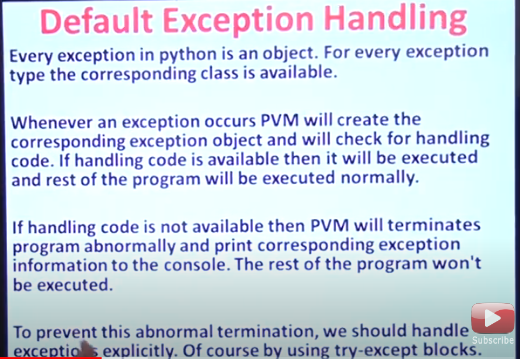 Default Exception Handling
Every exception in python is an object. For every exception
type the corresponding class is available.
Whenever an exception occurs PVM will create the
corresponding exception object and will check for handling
code. If handling code is available then it will be executed
and rest of the program will be executed normally.
If handling code is not available then PVM will terminates
program abnormally and print corresponding exception
information to the console. The rest of the program won't
be executed.
To prevent this abnormal termination, we should handle
exceptions explicitly. Of course by using try-except blocks.
Subscribe